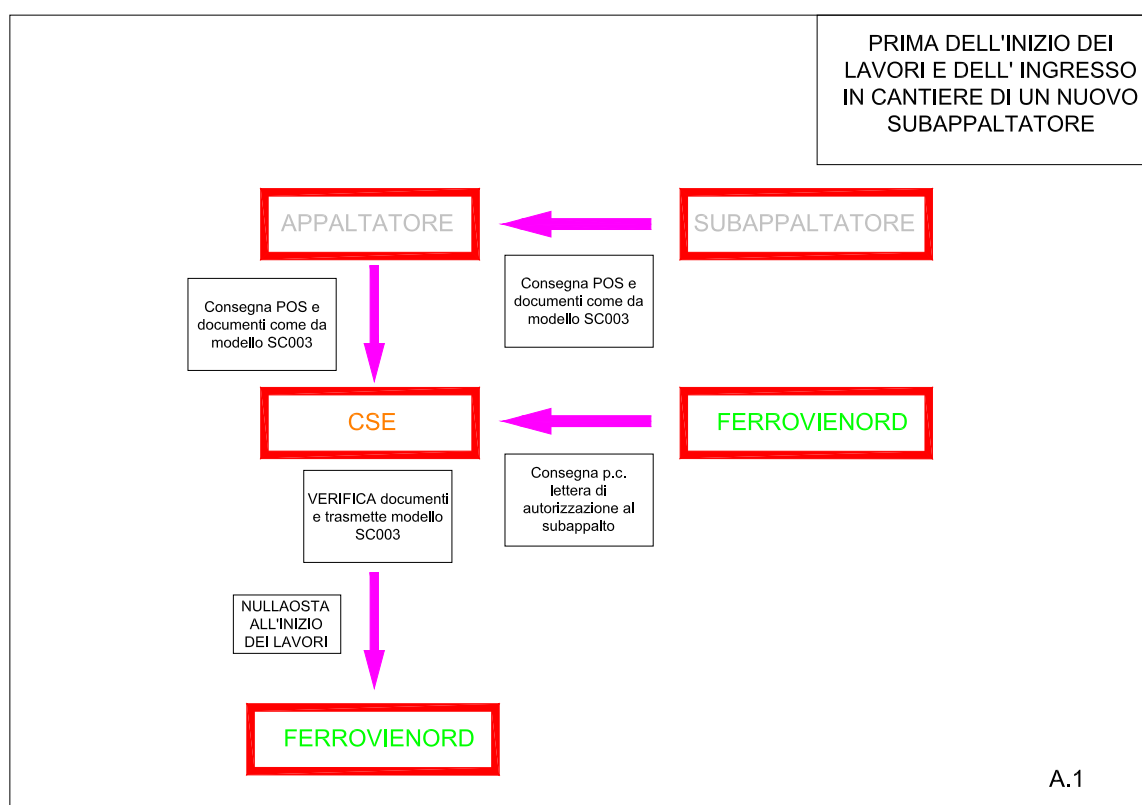 PRIMA DELL'INIZIO DEI
LAVORI E DELL' INGRESSO
IN CANTIERE DI UN NUOVO
SUBAPPALTATORE
APPALTATORE
SUBAPPALTATORE
Consegna POS e
documenti come da
modello SC003
Consegna POS e
documenti come da
modello SC003
CSE
FERROVIENORD
VERIFICA documenti
e trasmette modello
SC003
Consegna p.c.
lettera di
autorizzazione al
subappalto
NULLAOSTA
ALL'INIZIO
DEI LAVORI
FERROVIENORD
A.1